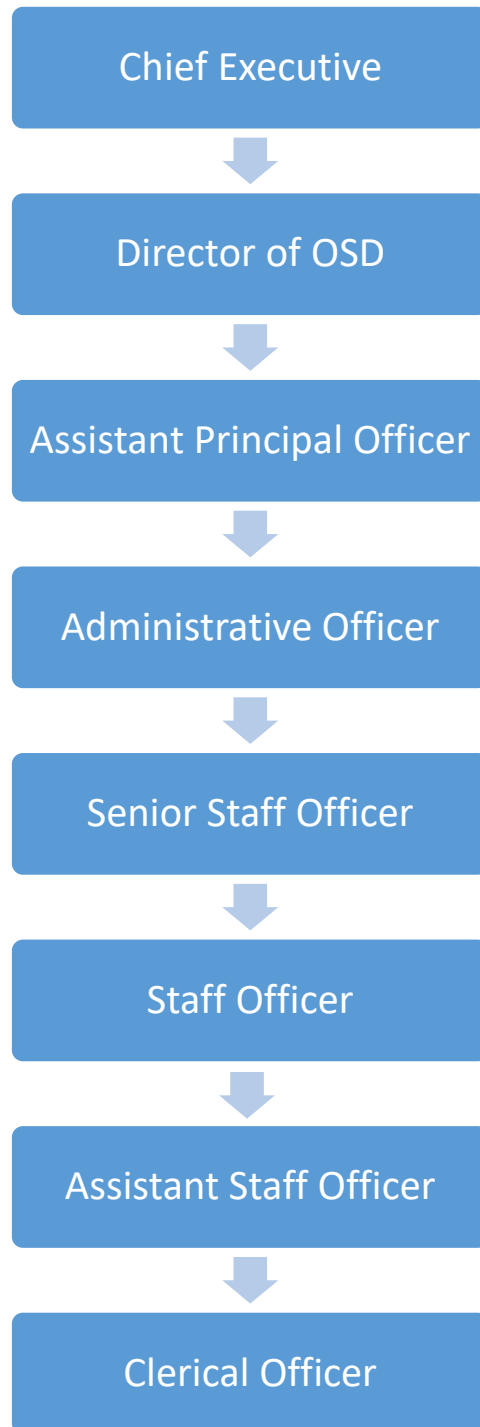 Chief Executive
Director of OSD
Assistant Principal Officer
Administrative Officer
Senior Staff Officer
Staff Officer
Assistant Staff Officer
Clerical Officer